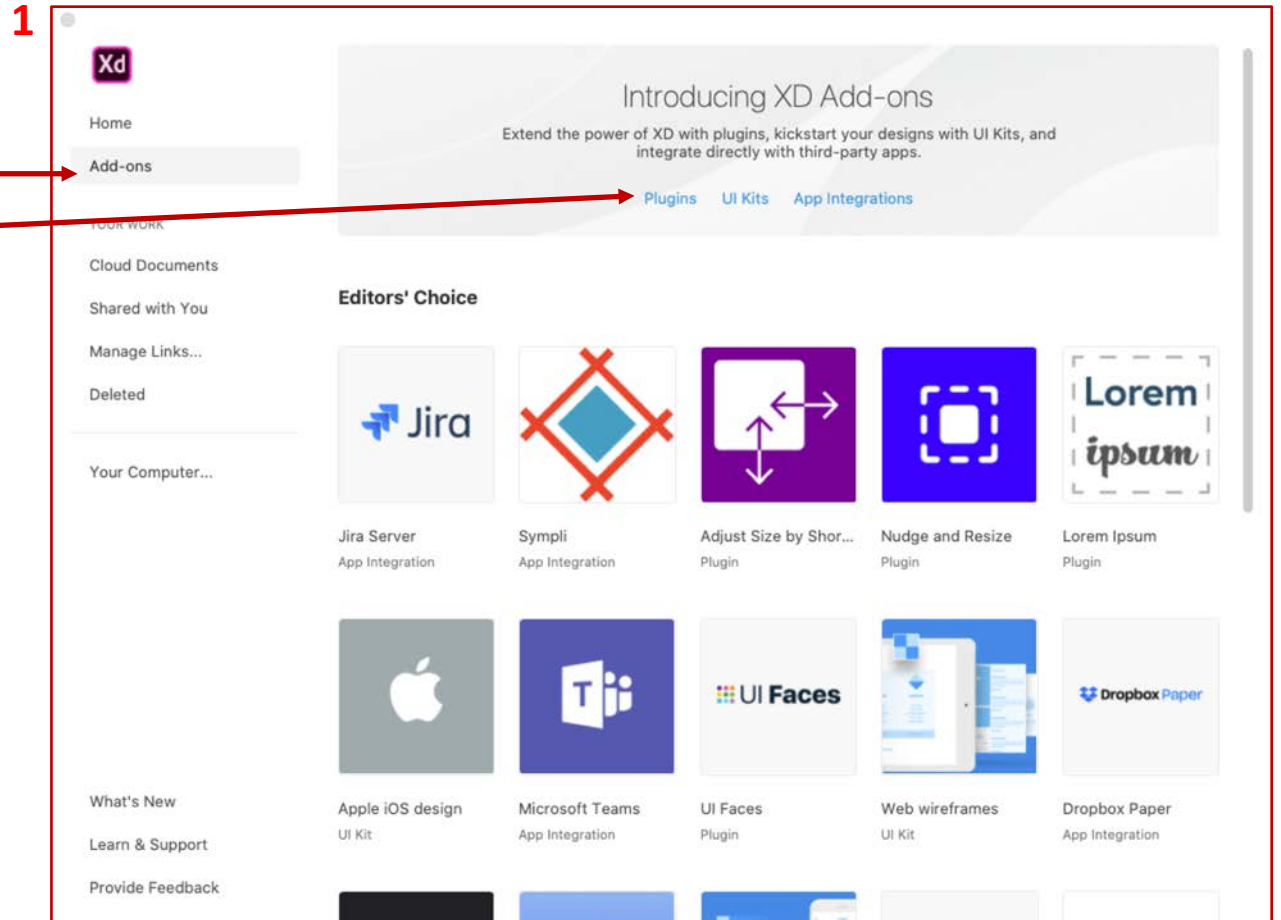 1
Xd
Home
Add-ons
YOUR WORK
Cloud Documents
Shared with You
Manage Links...
Deleted
Your Computer...
What's New
Learn & Support
Provide Feedback
Introducing XD Add-ons
Extend the power of XD with plugins, kickstart your designs with UI Kits, and
integrate directly with third-party apps.
Plugins UI Kits App Integrations
Editors' Choice
Jira
Lorem
ipsum
Jira Server Sympli Adjust Size by Shor... Nudge and Resize Lorem Ipsum
App Integration App Integration Plugin Plugin Plugin
T UI Faces Dropbox Paper
Apple iOS design Microsoft Teams UI Faces Web wireframes Dropbox Paper
UI Kit App Integration Plugin UI Kit App Integration